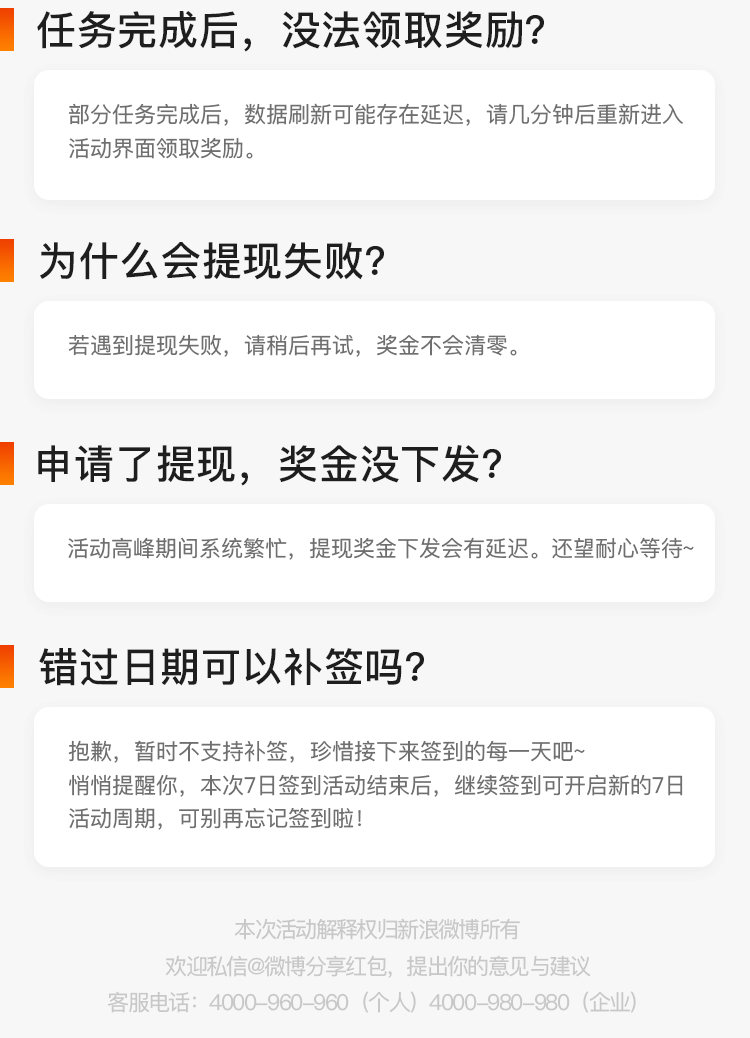 任务完成后，没法领取奖励？
部分任务完成后，数据刷新可能存在延迟，请几分钟后重新进入
活动界面领取奖励。
为什么会提现失败？
若遇到提现失败，请稍后再试，奖金不会清零。
申请了提现，奖金没下发？
活动高峰期间系统繁忙，提现奖金下发会有延迟。还望耐心等待~
错过日期可以补签吗？
抱歉，暂时不支持补签，珍惜接下来签到的每一天吧~
悄悄提醒你，本次7日签到活动结束后，继续签到可开启新的7日
活动周期，可别再忘记签到啦！
本次活动解释权归新浪微博所有
欢迎私信@微博分享红包，提出你的意见与建议
客服电话：4000-960-960（个人）4000-980-980（企业）